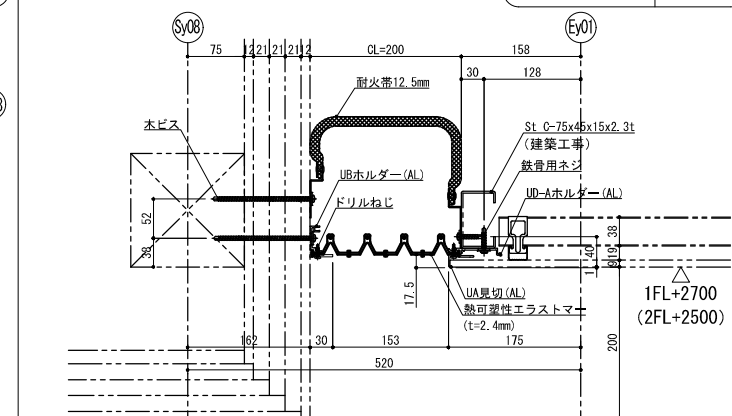 Sy08
Ey01
75
12
21
21
21
12
CL=200
158
30
128
耐火帯12.5mm
木ビス
St C-75x45x15x2.3t
(建築工事)
鉄骨用ネジ
UBホルダー(AL)
UD-Aホルダー(AL)
ドリルねじ
52
38
38
40
19
9
1
17.5
UA見切(AL)
熱可塑性エラストマー
(t=2.4mm)
1FL+2700
(2FL+2500)
162
30
153
175
520
200